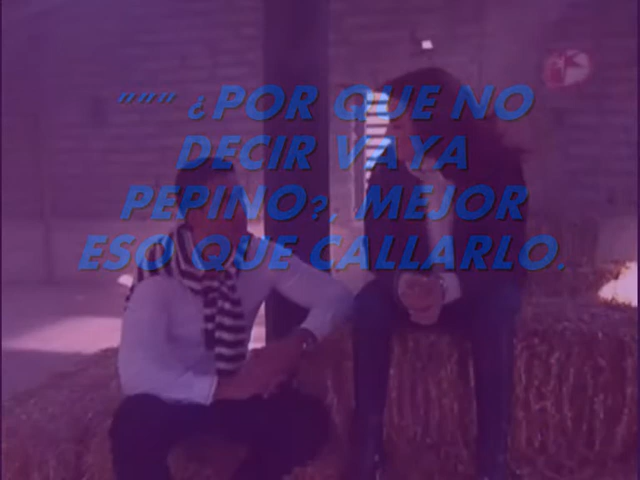 ””” ¿POR QUE NO
DECIR VAYA
PEPINO?, MEJOR
ESO QUE CALLARLO.